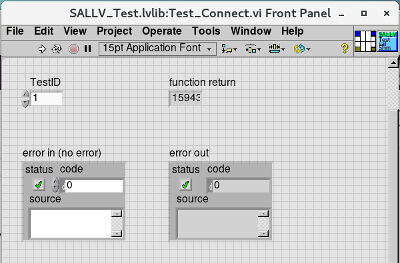 SALLV_Test.lvlib:Test_Connect.vi Front Panel
File Edit View Project Operate Tools Window Help
15pt Application Font
SALLV
Test
TestID
function return
1
15943
error in (no error)
error out
status code
status code
0
0
source
source